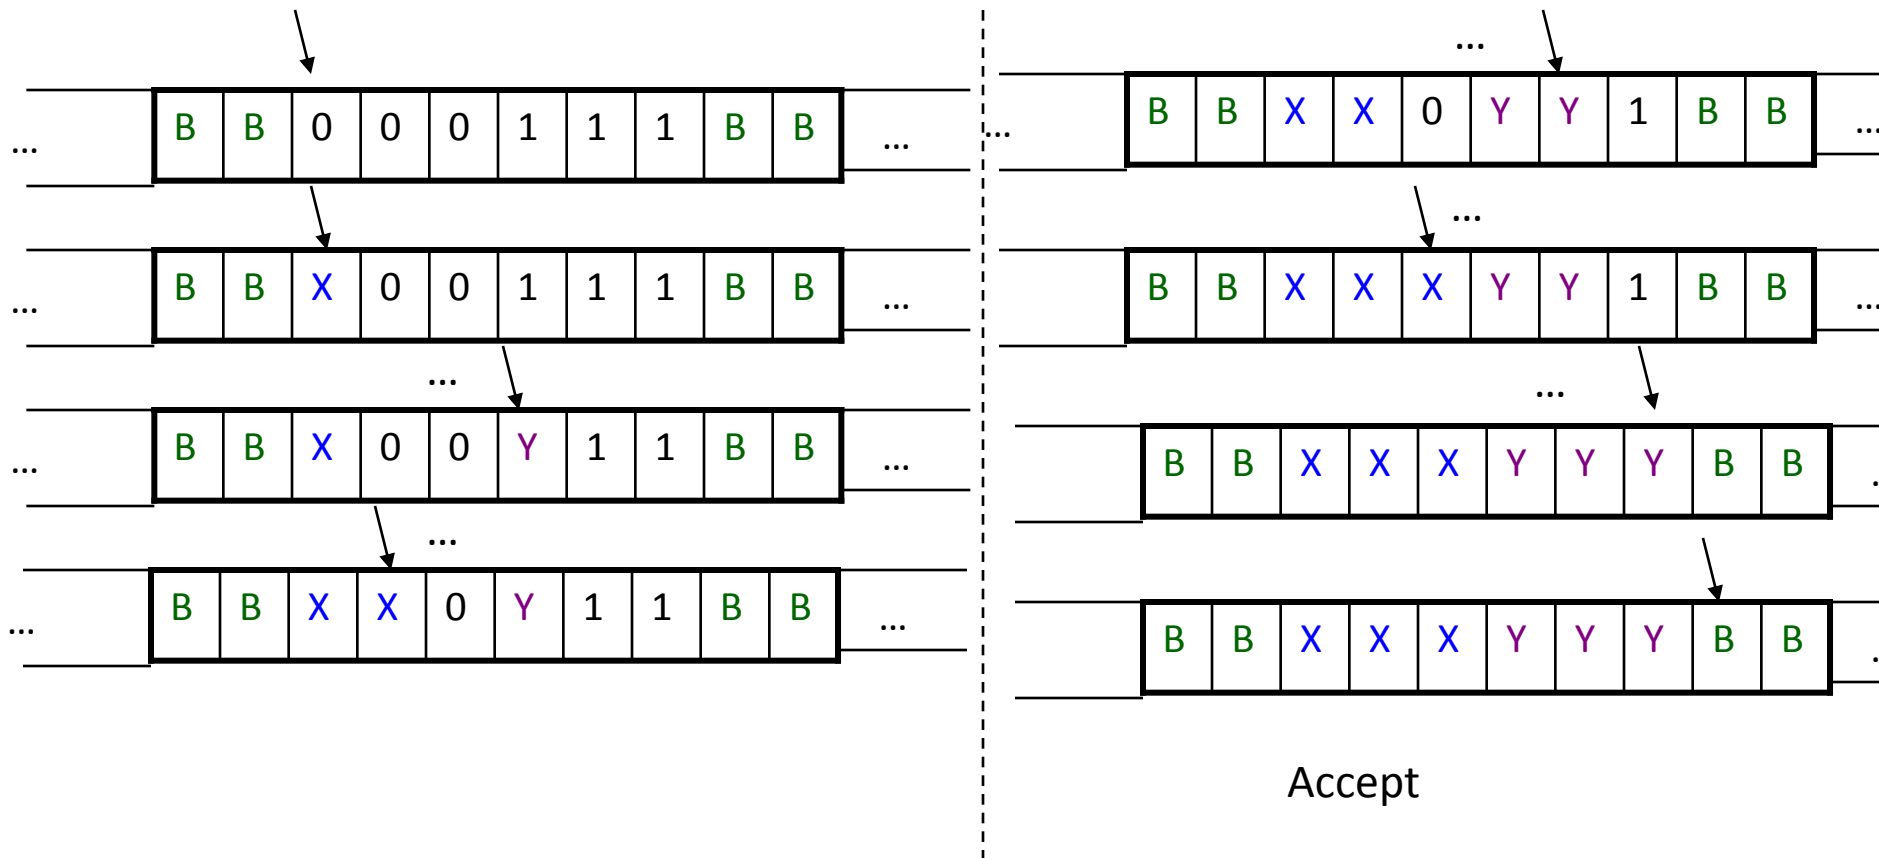 ... B B 0 0 0 1 1 1 B B ...
... B B X 0 0 1 1 1 B B ...
...
... B B X 0 0 Y 1 1 B B ...
...
... B B X X 0 Y 1 1 B B ...
...
... B B X X 0 Y Y 1 B B ...
...
B B X X X Y Y 1 B B ...
...
B B X X X Y Y Y B B .
B B X X X Y Y Y B B .
Accept